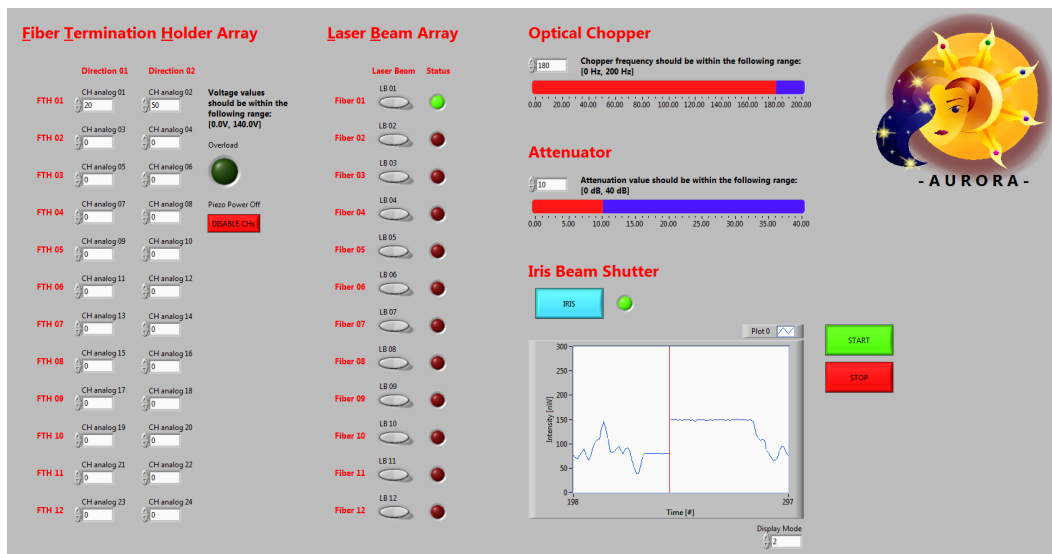 Fiber Termination Holder Array
Direction 01 Direction 02
FTH 01 CH analog 01 20 CH analog 02 50
FTH 02 CH analog 03 0 CH analog 04 0
FTH 03 CH analog 05 0 CH analog 06 0
FTH 04 CH analog 07 0 CH analog 08 0
FTH 05 CH analog 09 0 CH analog 10 0
FTH 06 CH analog 11 0 CH analog 12 0
FTH 07 CH analog 13 0 CH analog 14 0
FTH 08 CH analog 15 0 CH analog 16 0
FTH 09 CH analog 17 0 CH analog 18 0
FTH 10 CH analog 19 0 CH analog 20 0
FTH 11 CH analog 21 0 CH analog 22 0
FTH 12 CH analog 23 0 CH analog 24 0
Voltage values
should be within the
following range:
[0.0V, 140.0V]
Overload
Piezo Power Off
DISABLE CHs
Laser Beam Array
Laser Beam Status
LB 01
Fiber 01
LB 02
Fiber 02
LB 03
Fiber 03
LB 04
Fiber 04
LB 05
Fiber 05
LB 06
Fiber 06
LB 07
Fiber 07
LB 08
Fiber 08
LB 09
Fiber 09
LB 10
Fiber 10
LB 11
Fiber 11
LB 12
Fiber 12
Optical Chopper
180
Chopper frequency should be within the following range:
[0 Hz, 200 Hz]
0.00 20.00 40.00 60.00 80.00 100.00 120.00 140.00 160.00 180.00 200.00
Attenuator
10
Attenuation value should be within the following range:
[0 dB, 40 dB]
0.00 5.00 10.00 15.00 20.00 25.00 30.00 35.00 40.00
Iris Beam Shutter
IRIS
Plot 0
300
250
200
150
100
50
0
Intensity [nW]
198 297
Time [#]
Display Mode
2
START
STOP
- A U R O R A -